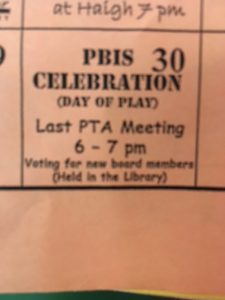 at Haigh 7 pm
PBIS 30
CELEBRATION
(DAY OF PLAY)
Last PTA Meeting
6 - 7 pm
Voting for new board members
(Held in the Library)